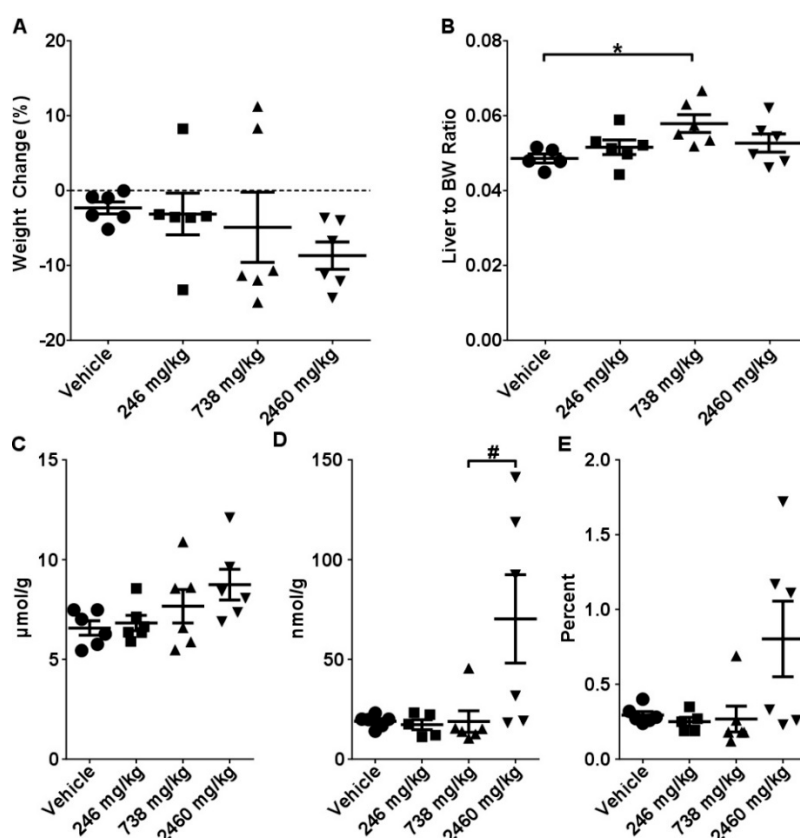 A
Weight Change (%)
20
10
0
-10
-20
Vehicle
246 mg/kg
738 mg/kg
2460 mg/kg
B
Liver to BW Ratio
0.08
0.06
0.04
0.02
0.00
*
Vehicle
246 mg/kg
738 mg/kg
2460 mg/kg
C
µmol/g
15
10
5
0
Vehicle
246 mg/kg
738 mg/kg
2460 mg/kg
D
nmol/g
150
100
50
0
#
Vehicle
246 mg/kg
738 mg/kg
2460 mg/kg
E
Percent
2.0
1.5
1.0
0.5
0.0
Vehicle
246 mg/kg
738 mg/kg
2460 mg/kg